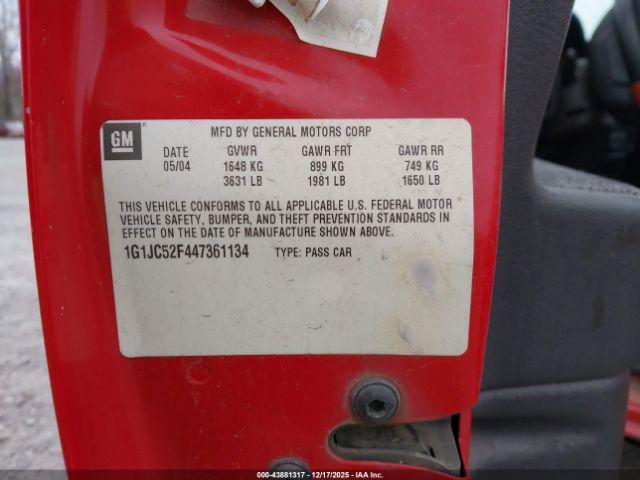 GM
MFD BY GENERAL MOTORS CORP
DATE GVWR GAWR FRT GAWR RR
05/04 1648 KG 899 KG 749 KG
3631 LB 1981 LB 1650 LB
THIS VEHICLE CONFORMS TO ALL APPLICABLE U.S. FEDERAL MOTOR
VEHICLE SAFETY, BUMPER, AND THEFT PREVENTION STANDARDS IN
EFFECT ON THE DATE OF MANUFACTURE SHOWN ABOVE.
1G1JC52F447361134 TYPE: PASS CAR
00-43881317 - 12/17/2025 - IAA Inc.